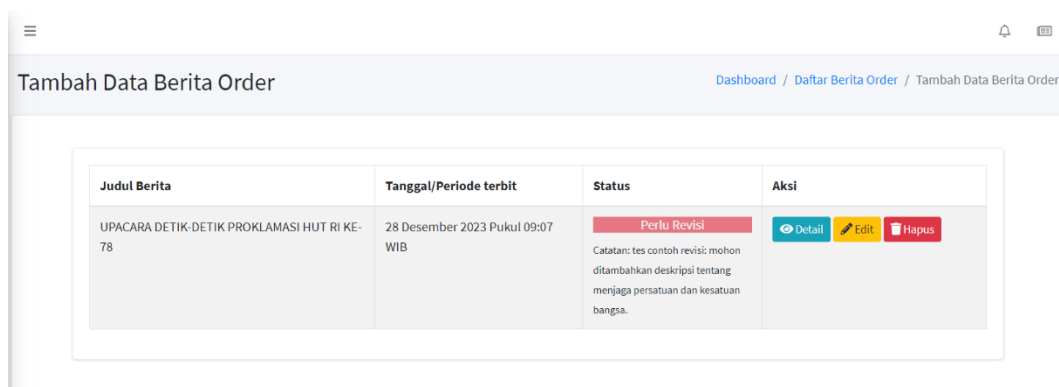 Tambah Data Berita Order
Dashboard / Daftar Berita Order / Tambah Data Berita Order
Judul Berita
Tanggal/Periode terbit
Status
Aksi
UPACARA DETIK-DETIK PROKLAMASI HUT RI KE-
78
28 Desember 2023 Pukul 09:07
WIB
Perlu Revisi
Catatan: tes contoh revisi: mohon
ditambahkan deskripsi tentang
menjaga persatuan dan kesatuan
bangsa.
Detail
Edit
Hapus